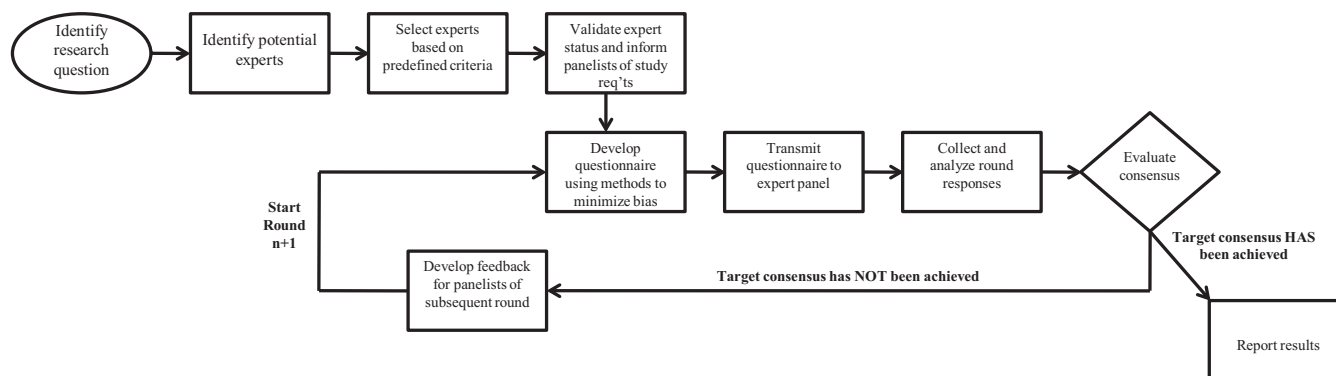 Identify
research
question
Identify potential
experts
Select experts
based on
predefined criteria
Validate expert
status and inform
panelists of study
req'ts
Develop
questionnaire
using methods to
minimize bias
Transmit
questionnaire to
expert panel
Collect and
analyze round
responses
Evaluate
consensus
Start
Round
n+1
Target consensus HAS
been achieved
Develop feedback
for panelists of
subsequent round
Target consensus has NOT been achieved
Report results